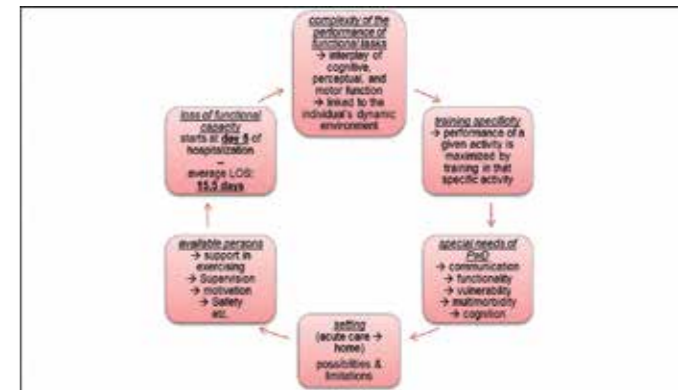 complexity of the
performance of
functional tasks
→ interplay of
cognitive,
perceptual, and
motor function
→ linked to the
individual's dynamic
environment
training specificity
→ performance of a
given activity is
maximized by
training in that
specific activity
special needs of
PwD
→ communication
→ functionality
→ vulnerability
→ multimorbidity
→ cognition
setting
(acute care →
home)
possibilities &
limitations
available persons
→ support in
exercising
→ Supervision
→ motivation
→ Safety
etc.
loss of functional
capacity
starts at day 5 of
hospitalization
–
average LOS:
15.5 days